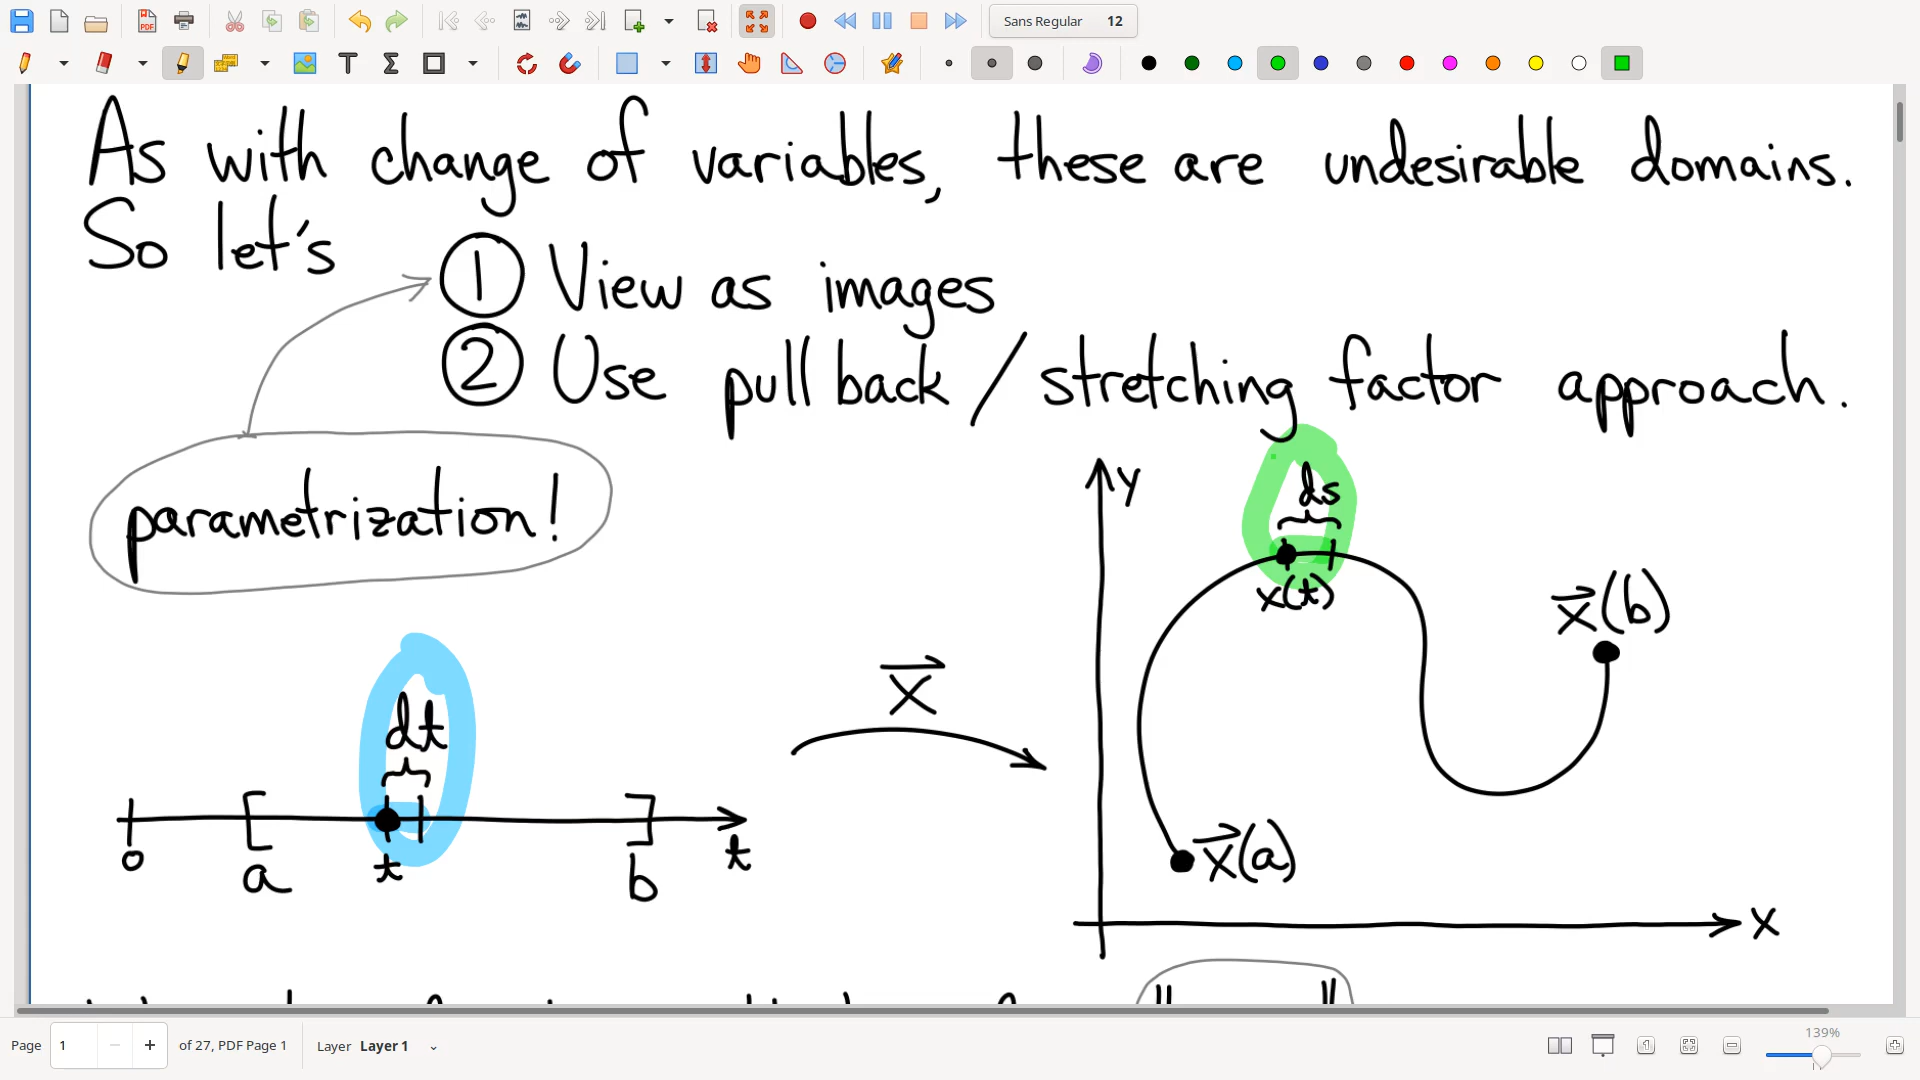 Sans Regular 12
As with change of variables, these are undesirable domains.
So let's
① View as images
② Use pull back / stretching factor approach.
parametrization!
y
ds
x(t)
x(b)
x
dt
0 a t b t
x(a)
x
Page 1 of 27, PDF Page 1 Layer Layer 1
139%